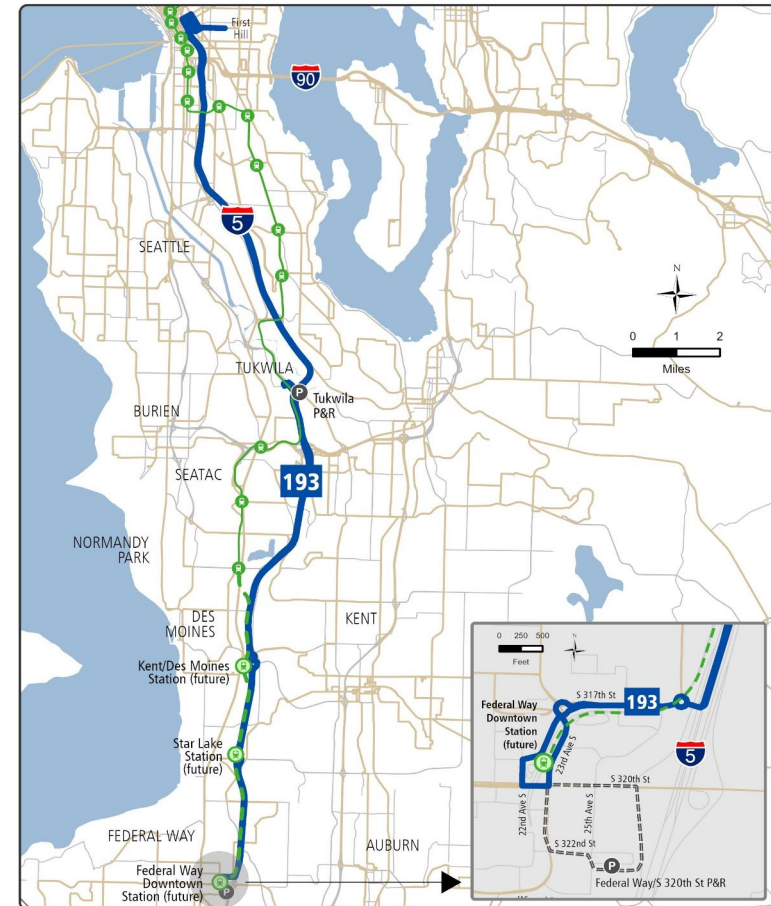 First
Hill
90
5
SEATTLE
N
0 1 2
Miles
TUKWILA
P
Tukwila
P&R
BURIEN
193
SEATAC
NORMANDY
PARK
DES
MOINES
KENT
Kent/Des Moines
Station (future)
Star Lake
Station
(future)
FEDERAL WAY
AUBURN
Federal Way
Downtown
Station (future)
P
0 250 500
Feet
N
S 317th St
193
Federal Way
Downtown
Station
(future)
23rd Ave S
5
S 320th St
22nd Ave S
25th Ave S
S 322nd St
P
Federal Way/S 320th St P&R